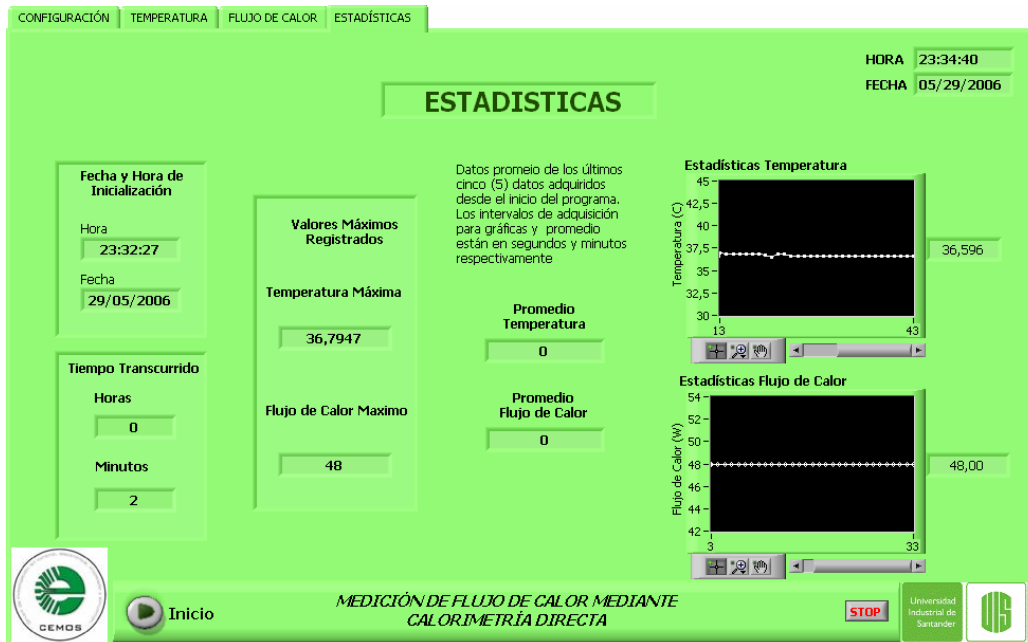 CONFIGURACIÓN
TEMPERATURA
FLUJO DE CALOR
ESTADÍSTICAS
HORA 23:34:40
FECHA 05/29/2006
ESTADISTICAS
Fecha y Hora de
Inicialización
Hora
23:32:27
Fecha
29/05/2006
Tiempo Transcurrido
Horas
0
Minutos
2
Valores Máximos
Registrados
Temperatura Máxima
36,7947
Flujo de Calor Maximo
48
Datos promeio de los últimos
cinco (5) datos adquiridos
desde el inicio del programa.
Los intervalos de adquisición
para gráficas y promedio
están en segundos y minutos
respectivamente
Promedio
Temperatura
0
Promedio
Flujo de Calor
0
Estadísticas Temperatura
Temperatura (C)
45
42,5
40
37,5
35
32,5
30
13
43
36,596
Estadísticas Flujo de Calor
Flujo de Calor (W)
54
52
50
48
46
44
42
3
33
48,00
CEMOS
Inicio
MEDICIÓN DE FLUJO DE CALOR MEDIANTE
CALORIMETRÍA DIRECTA
STOP
Universidad
Industrial de
Santander
UIS